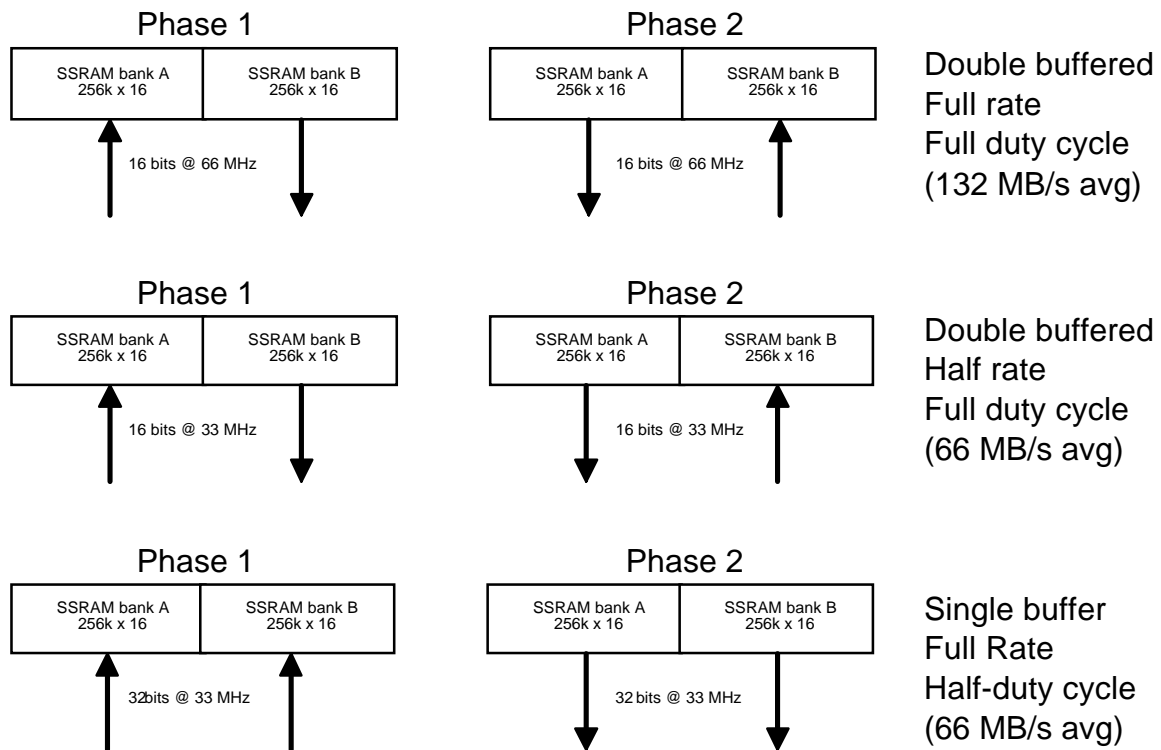 Phase 1
Phase 2
SSRAM bank A
256k x 16
SSRAM bank B
256k x 16
SSRAM bank A
256k x 16
SSRAM bank B
256k x 16
16 bits @ 66 MHz
16 bits @ 66 MHz
Double buffered
Full rate
Full duty cycle
(132 MB/s avg)
Phase 1
Phase 2
SSRAM bank A
256k x 16
SSRAM bank B
256k x 16
SSRAM bank A
256k x 16
SSRAM bank B
256k x 16
16 bits @ 33 MHz
16 bits @ 33 MHz
Double buffered
Half rate
Full duty cycle
(66 MB/s avg)
Phase 1
Phase 2
SSRAM bank A
256k x 16
SSRAM bank B
256k x 16
SSRAM bank A
256k x 16
SSRAM bank B
256k x 16
32bits @ 33 MHz
32 bits @ 33 MHz
Single buffer
Full Rate
Half-duty cycle
(66 MB/s avg)